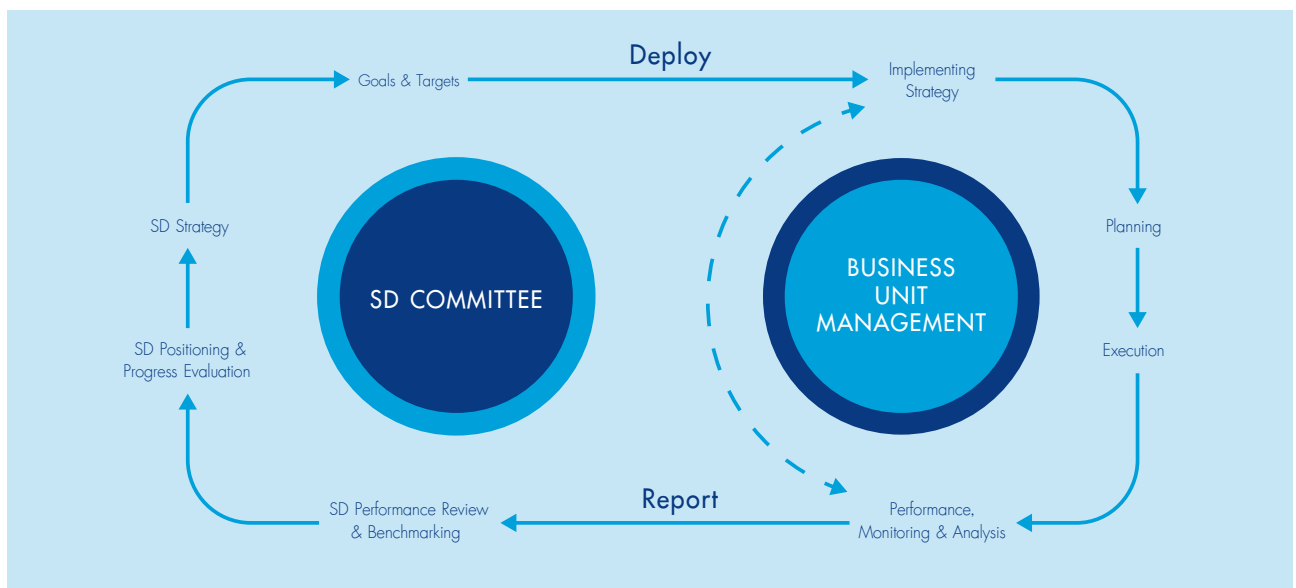 Deploy
Goals & Targets
Implementing
Strategy
SD Strategy
Planning
SD COMMITTEE
BUSINESS
UNIT
MANAGEMENT
SD Positioning &
Progress Evaluation
Execution
Report
SD Performance Review
& Benchmarking
Performance,
Monitoring & Analysis